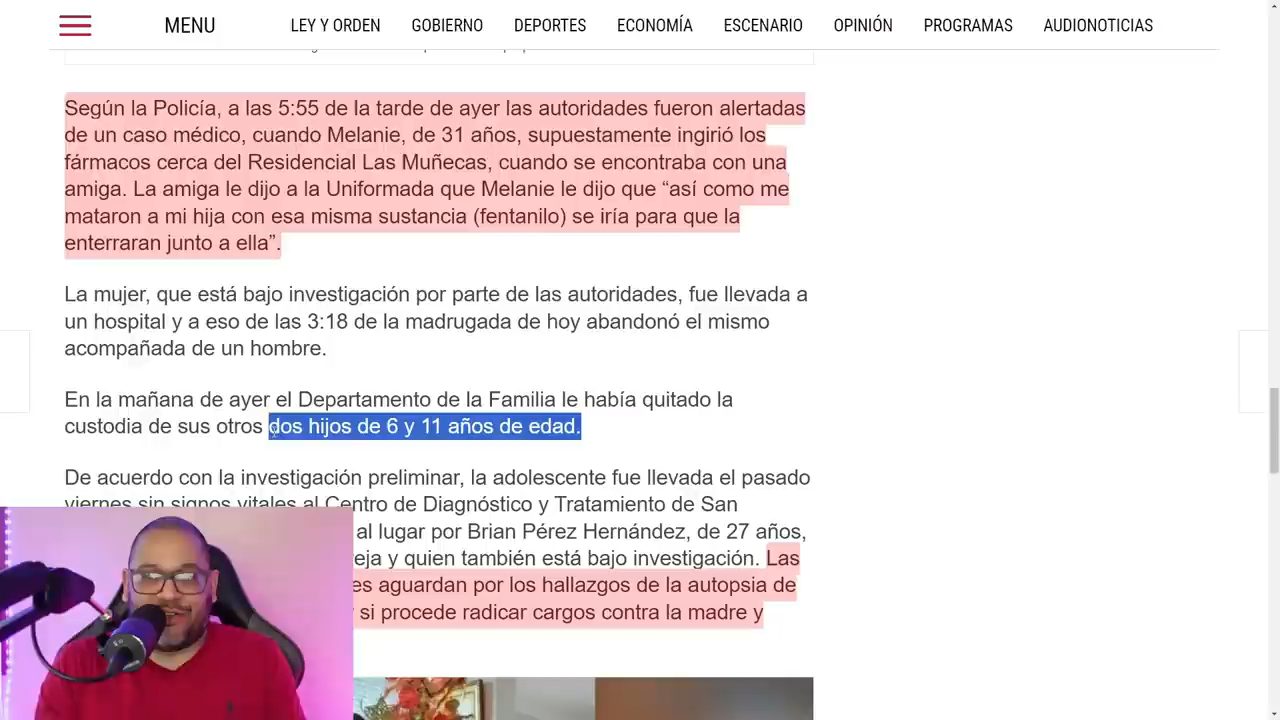 MENU LEY Y ORDEN GOBIERNO DEPORTES ECONOMÍA ESCENARIO OPINIÓN PROGRAMAS AUDIONOTICIAS
Según la Policía, a las 5:55 de la tarde de ayer las autoridades fueron alertadas
de un caso médico, cuando Melanie, de 31 años, supuestamente ingirió los
fármacos cerca del Residencial Las Muñecas, cuando se encontraba con una
amiga. La amiga le dijo a la Uniformada que Melanie le dijo que “así como me
mataron a mi hija con esa misma sustancia (fentanilo) se iría para que la
enterraran junto a ella”.
La mujer, que está bajo investigación por parte de las autoridades, fue llevada a
un hospital y a eso de las 3:18 de la madrugada de hoy abandonó el mismo
acompañada de un hombre.
En la mañana de ayer el Departamento de la Familia le había quitado la
custodia de sus otros dos hijos de 6 y 11 años de edad.
De acuerdo con la investigación preliminar, la adolescente fue llevada el pasado
viernes sin signos vitales al Centro de Diagnóstico y Tratamiento de San
al lugar por Brian Pérez Hernández, de 27 años,
y quien también está bajo investigación. Las
aguardan por los hallazgos de la autopsia de
si procede radicar cargos contra la madre y